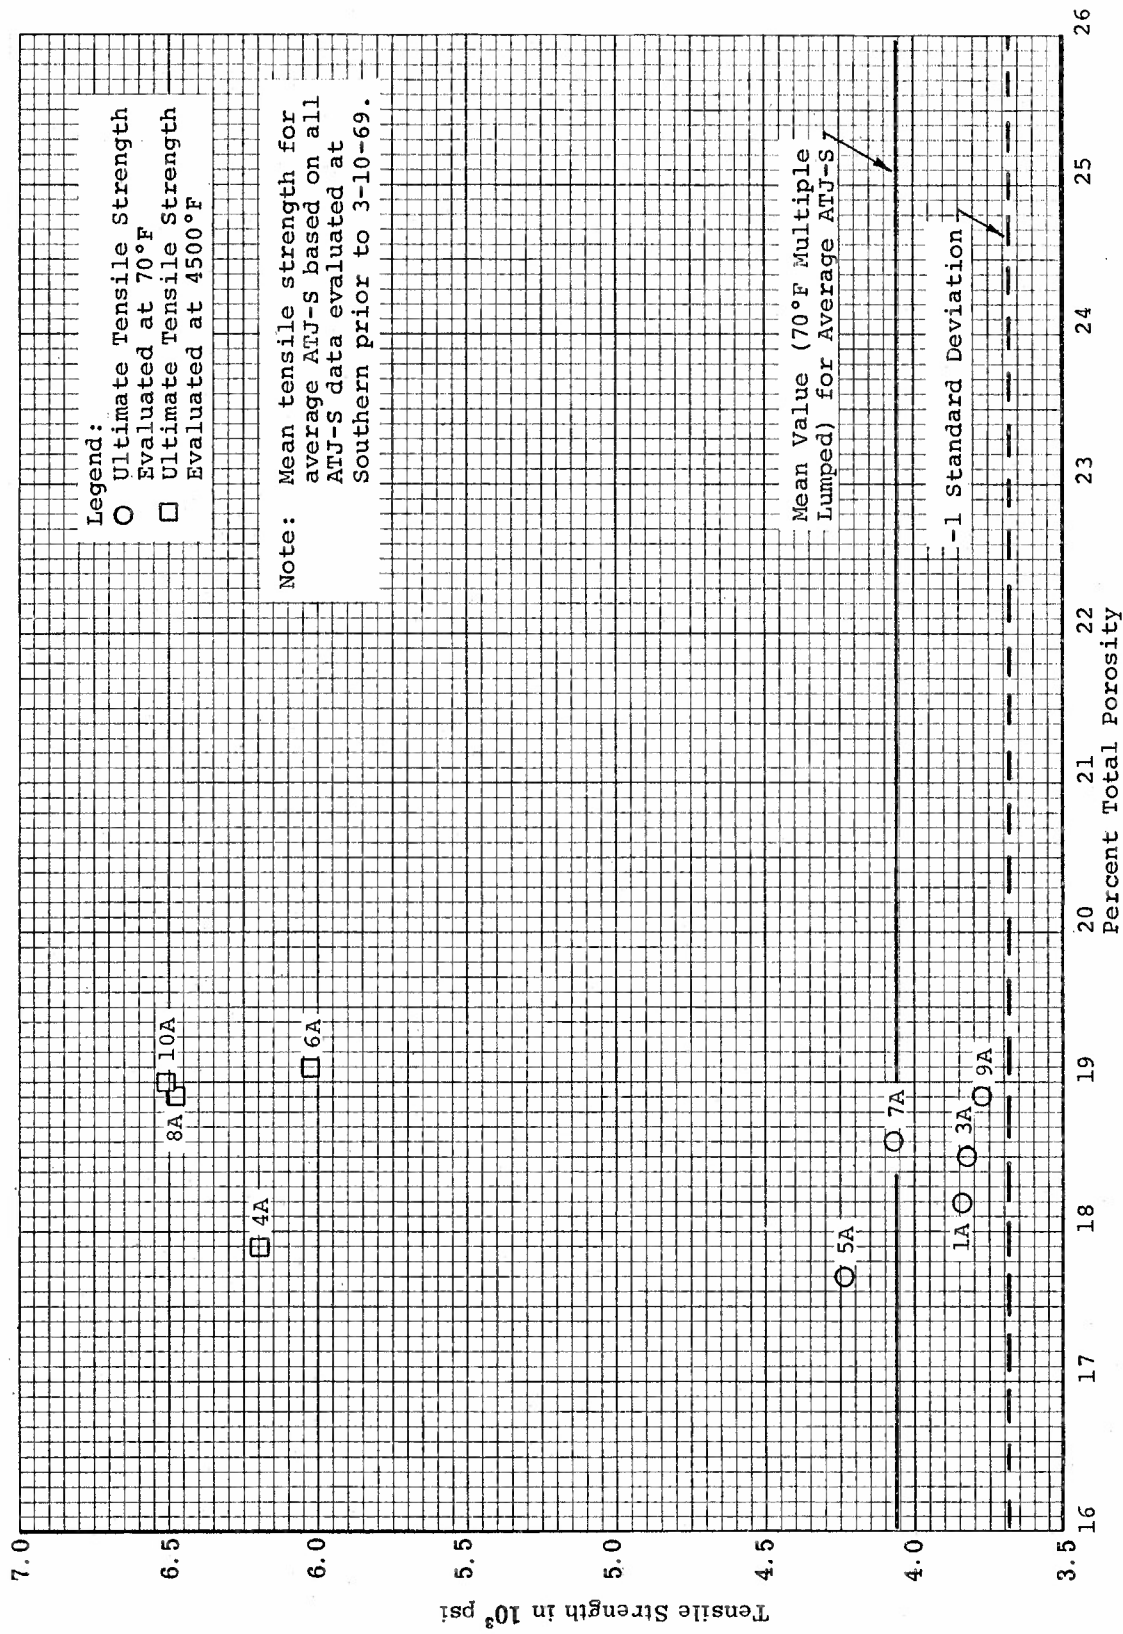 Legend:
○ Ultimate Tensile Strength
Evaluated at 70°F
□ Ultimate Tensile Strength
Evaluated at 4500°F
Note: Mean tensile strength for
average ATJ-S based on all
ATJ-S data evaluated at
Southern prior to 3-10-69.
10A
8A
6A
4A
Mean Value (70°F Multiple
Lumped) for Average ATJ-S
-1 Standard Deviation
5A
7A
1A
3A
9A
7.0
6.5
6.0
5.5
5.0
4.5
4.0
3.5
Tensile Strength in 10³ psi
16
17
18
19
20
21
22
23
24
25
26
Percent Total Porosity